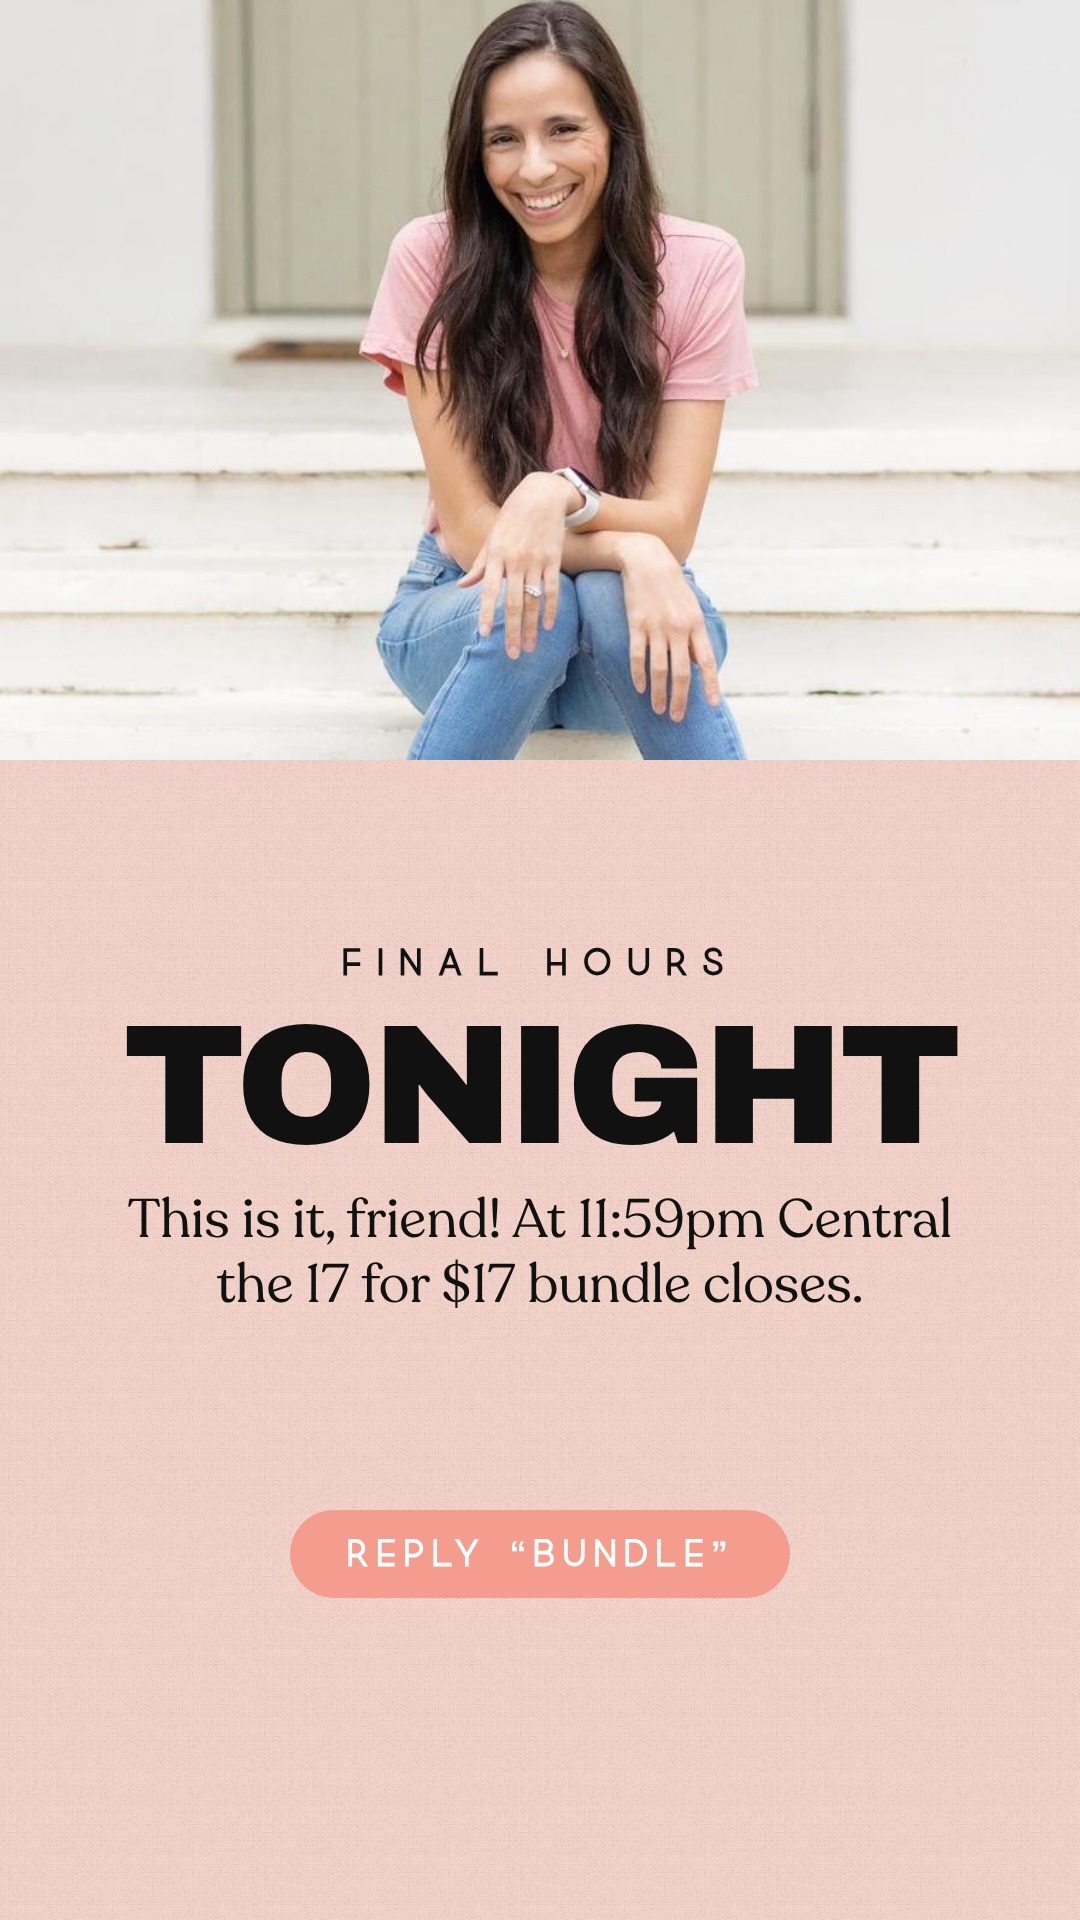 FINAL HOURS
TONIGHT
This is it, friend! At 11:59pm Central
the 17 for $17 bundle closes.
REPLY “BUNDLE”